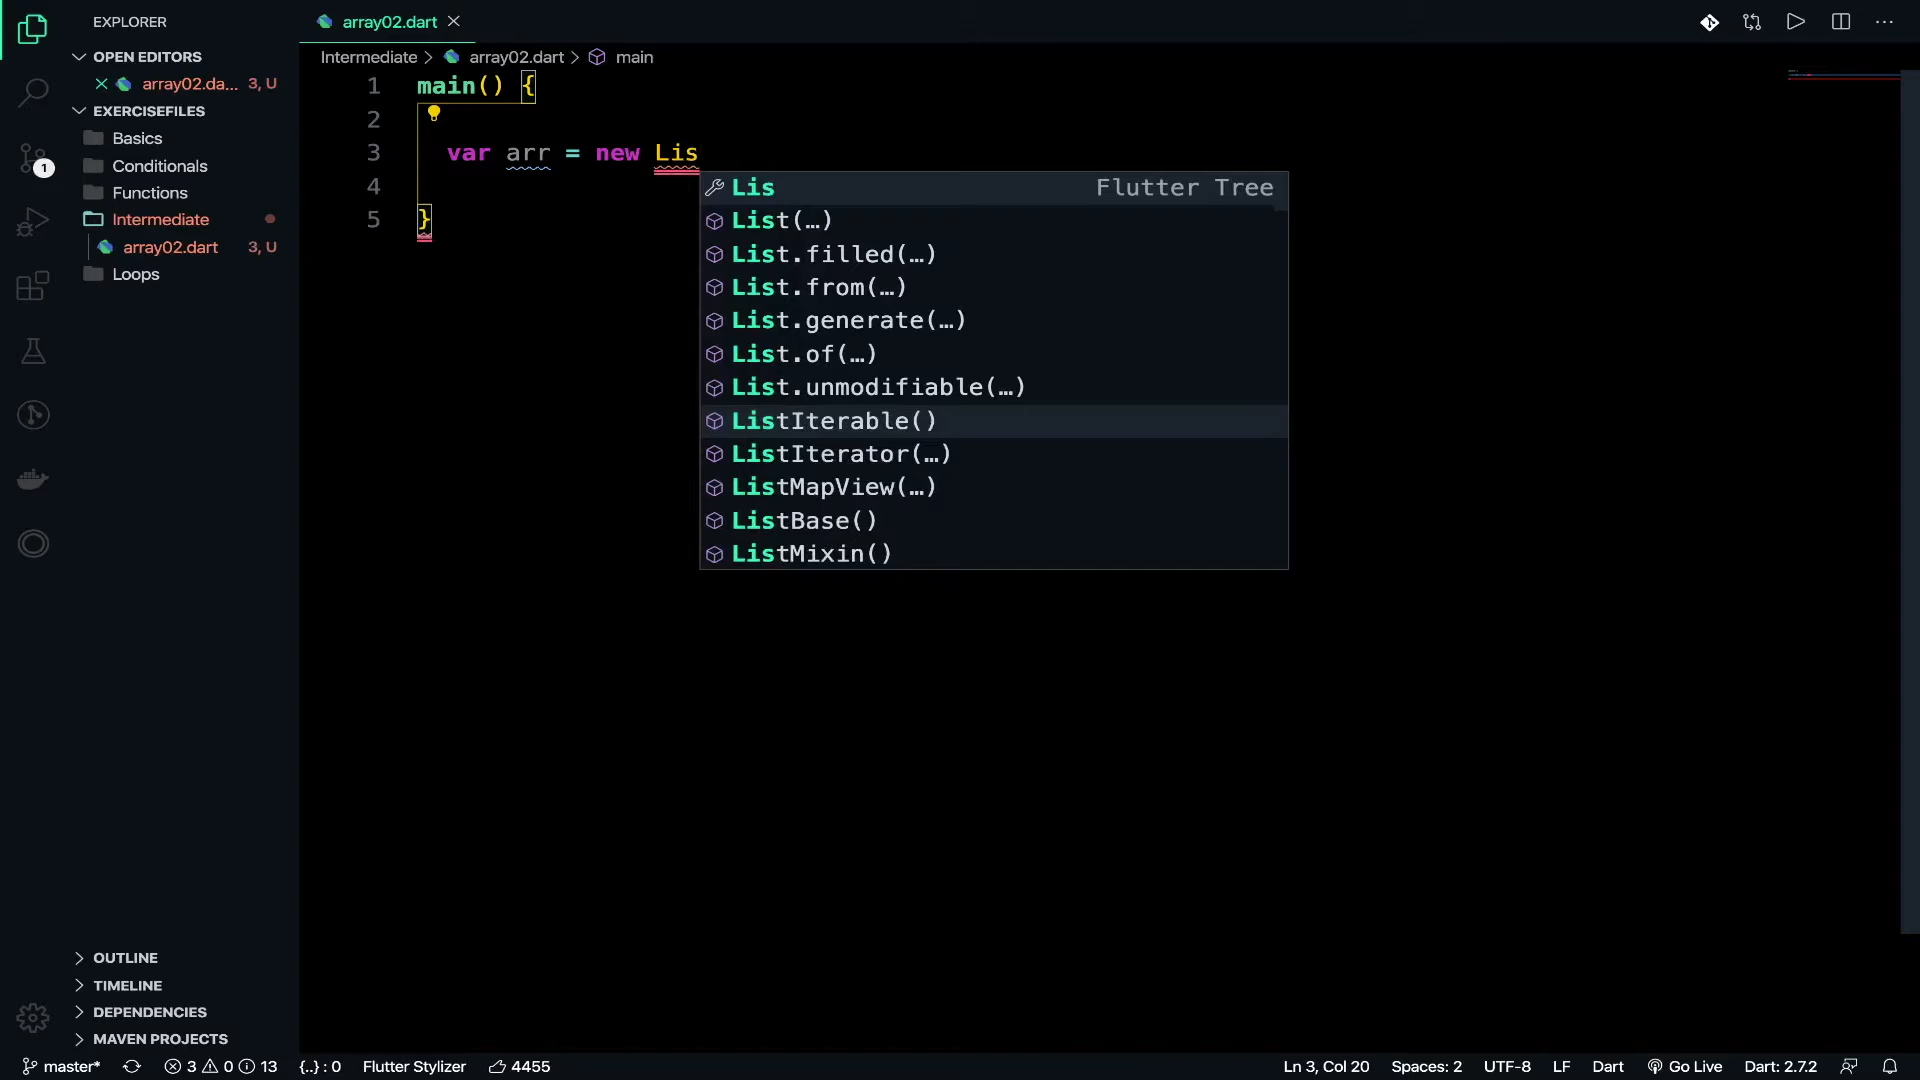 EXPLORER
OPEN EDITORS
array02.da... 3, U
EXERCISEFILES
Basics
Conditionals
Functions
Intermediate
array02.dart 3, U
Loops
1
OUTLINE
TIMELINE
DEPENDENCIES
MAVEN PROJECTS
array02.dart
Intermediate > array02.dart > main
1 main() {
2
3 var arr = new Lis
4
5 }
Lis Flutter Tree
List(…)
List.filled(…)
List.from(…)
List.generate(…)
List.of(…)
List.unmodifiable(…)
ListIterable()
ListIterator(…)
ListMapView(…)
ListBase()
ListMixin()
master* 3 0 13 {..} : 0 Flutter Stylizer 4455 Ln 3, Col 20 Spaces: 2 UTF-8 LF Dart Go Live Dart: 2.7.2